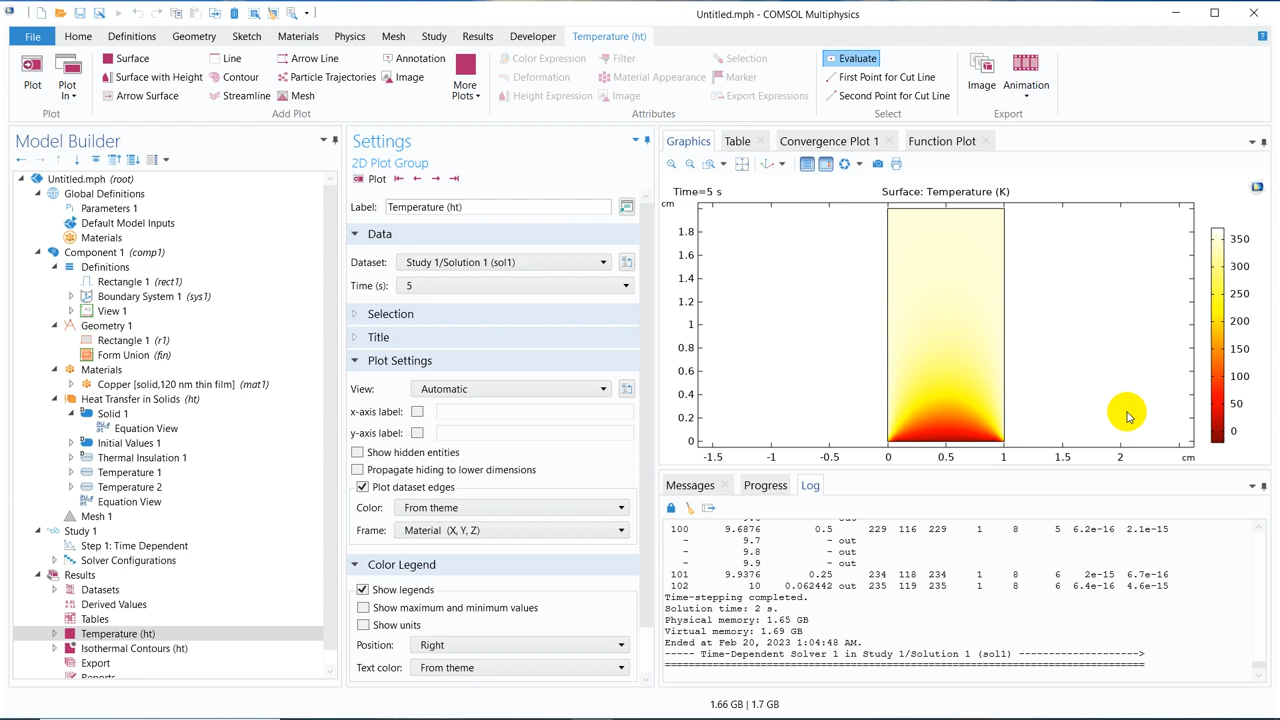 Untitled.mph - COMSOL Multiphysics
File Home Definitions Geometry Sketch Materials Physics Mesh Study Results Developer Temperature (ht)
Plot
Plot In
Plot
Surface
Surface with Height
Arrow Surface
Line
Contour
Streamline
Arrow Line
Particle Trajectories
Mesh
Annotation
Image
More Plots
Add Plot
Color Expression
Deformation
Height Expression
Filter
Material Appearance
Image
Selection
Marker
Export Expressions
Attributes
Evaluate
First Point for Cut Line
Second Point for Cut Line
Select
Image
Animation
Export
Model Builder
Untitled.mph (root)
Global Definitions
Pi Parameters 1
Default Model Inputs
Materials
Component 1 (comp1)
Definitions
Rectangle 1 (rect1)
Boundary System 1 (sys1)
View 1
Geometry 1
Rectangle 1 (r1)
Form Union (fin)
Materials
Copper [solid,120 nm thin film] (mat1)
Heat Transfer in Solids (ht)
Solid 1
Equation View
Initial Values 1
Thermal Insulation 1
Temperature 1
Temperature 2
Equation View
Mesh 1
Study 1
Step 1: Time Dependent
Solver Configurations
Results
Datasets
Derived Values
Tables
Temperature (ht)
Isothermal Contours (ht)
Export
Reports
Settings
2D Plot Group
Plot
Label: Temperature (ht)
Data
Dataset: Study 1/Solution 1 (sol1)
Time (s): 5
Selection
Title
Plot Settings
View: Automatic
x-axis label:
y-axis label:
Show hidden entities
Propagate hiding to lower dimensions
Plot dataset edges
Color: From theme
Frame: Material (X, Y, Z)
Color Legend
Show legends
Show maximum and minimum values
Show units
Position: Right
Text color: From theme
Graphics Table Convergence Plot 1 Function Plot
Time=5 s Surface: Temperature (K)
cm
1.8
1.6
1.4
1.2
1
0.8
0.6
0.4
0.2
0
-1.5 -1 -0.5 0 0.5 1 1.5 2 cm
350
300
250
200
150
100
50
0
Messages Progress Log
100 9.6876 0.5 229 116 229 1 8 5 6.2e-16 2.1e-15
- 9.7 - out
- 9.8 - out
- 9.9 - out
101 9.9376 0.25 234 118 234 1 8 6 2e-15 6.7e-16
102 10 0.062442 out 235 119 235 1 8 6 6.4e-16 4.6e-15
Time-stepping completed.
Solution time: 2 s.
Physical memory: 1.65 GB
Virtual memory: 1.69 GB
Ended at Feb 20, 2023 1:04:48 AM.
----- Time-Dependent Solver 1 in Study 1/Solution 1 (sol1) -------------------->
1.66 GB | 1.7 GB